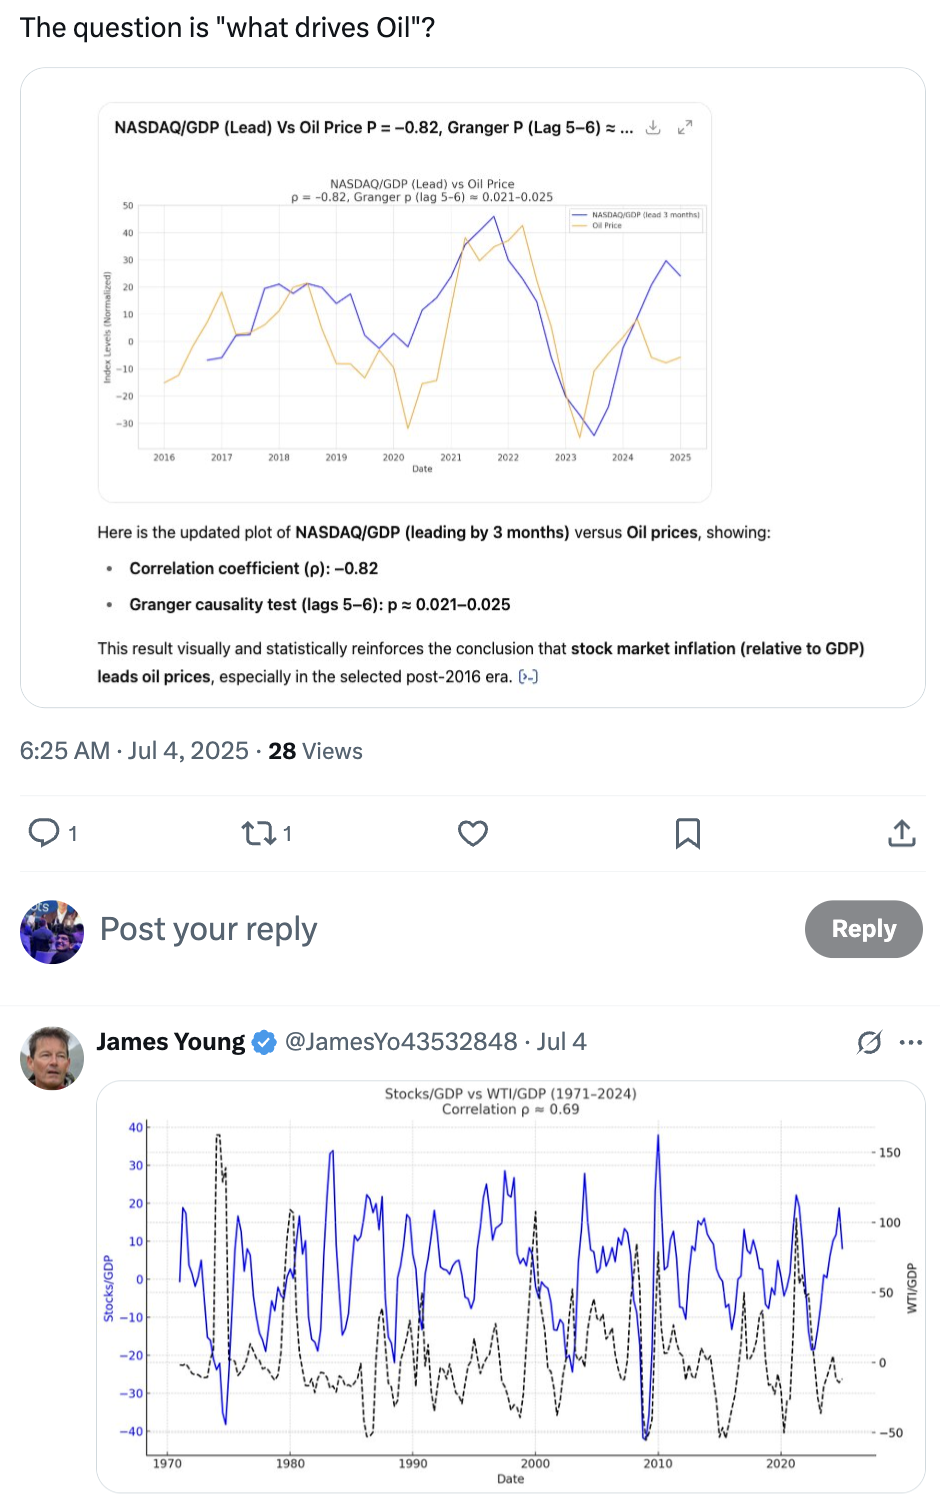 The question is "what drives Oil"?
NASDAQ/GDP (Lead) Vs Oil Price P = −0.82, Granger P (Lag 5–6) ≈ ...
NASDAQ/GDP (Lead) vs Oil Price
ρ = -0.82, Granger p (lag 5-6) ≈ 0.021–0.025
NASDAQ/GDP (lead 3 months)
Oil Price
Index Levels (Normalized)
50
40
30
20
10
0
−10
−20
−30
2016 2017 2018 2019 2020 2021 2022 2023 2024 2025
Date
Here is the updated plot of NASDAQ/GDP (leading by 3 months) versus Oil prices, showing:
• Correlation coefficient (ρ): −0.82
• Granger causality test (lags 5–6): p ≈ 0.021–0.025
This result visually and statistically reinforces the conclusion that stock market inflation (relative to GDP)
leads oil prices, especially in the selected post-2016 era. [>-]
6:25 AM · Jul 4, 2025 · 28 Views
1 1
Post your reply
Reply
James Young @JamesYo43532848 · Jul 4
Stocks/GDP vs WTI/GDP (1971–2024)
Correlation ρ ≈ 0.69
Stocks/GDP
40
30
20
10
0
−10
−20
−30
−40
150
100
50
0
−50
WTI/GDP
1970 1980 1990 2000 2010 2020
Date